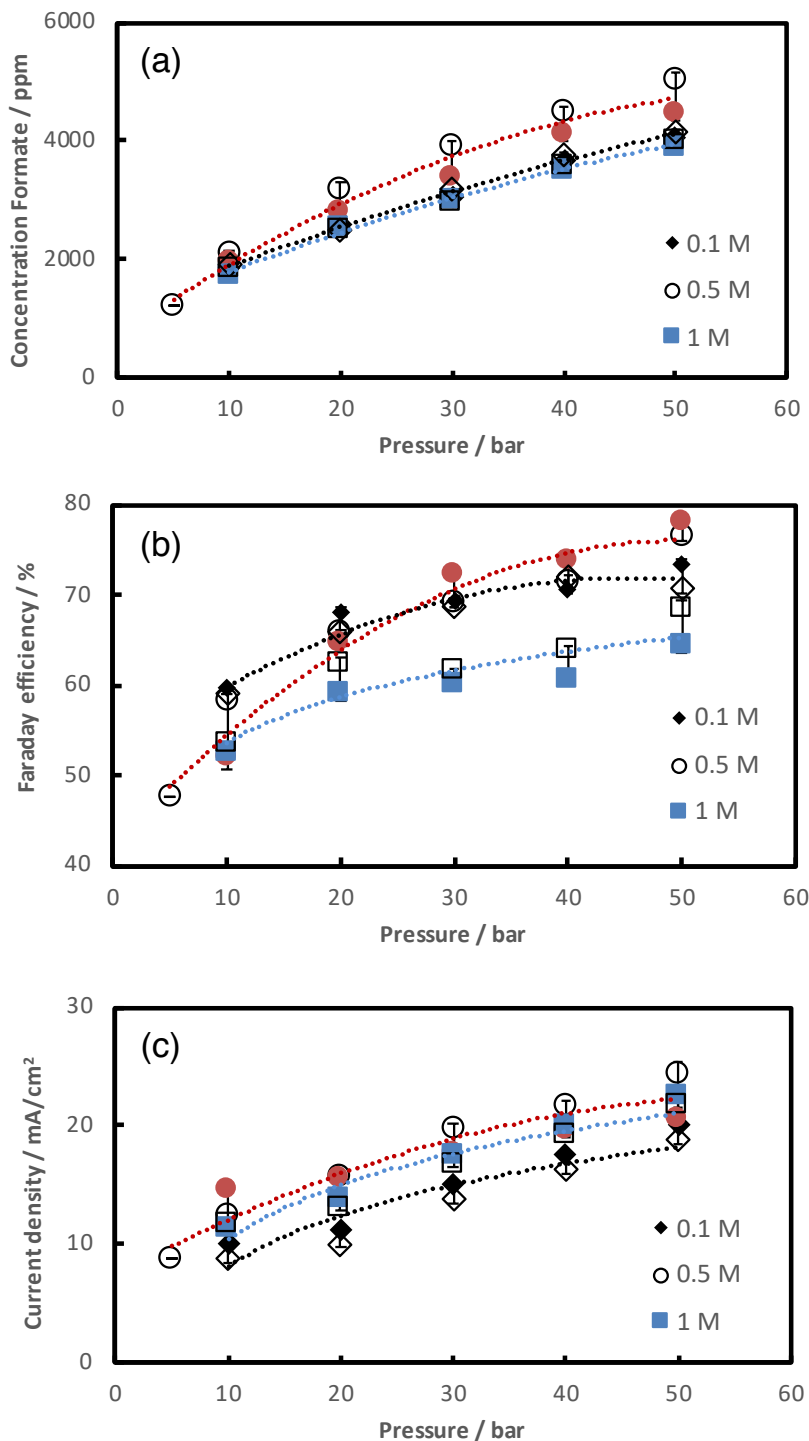 6000
(a)
4000
2000
0
Concentration Formate / ppm
0.1 M
0.5 M
1 M
0 10 20 30 40 50 60
Pressure / bar
80
(b)
70
60
50
40
Faraday efficiency / %
0.1 M
0.5 M
1 M
0 10 20 30 40 50 60
Pressure / bar
30
(c)
20
10
0
Current density / mA/cm²
0.1 M
0.5 M
1 M
0 10 20 30 40 50 60
Pressure / bar